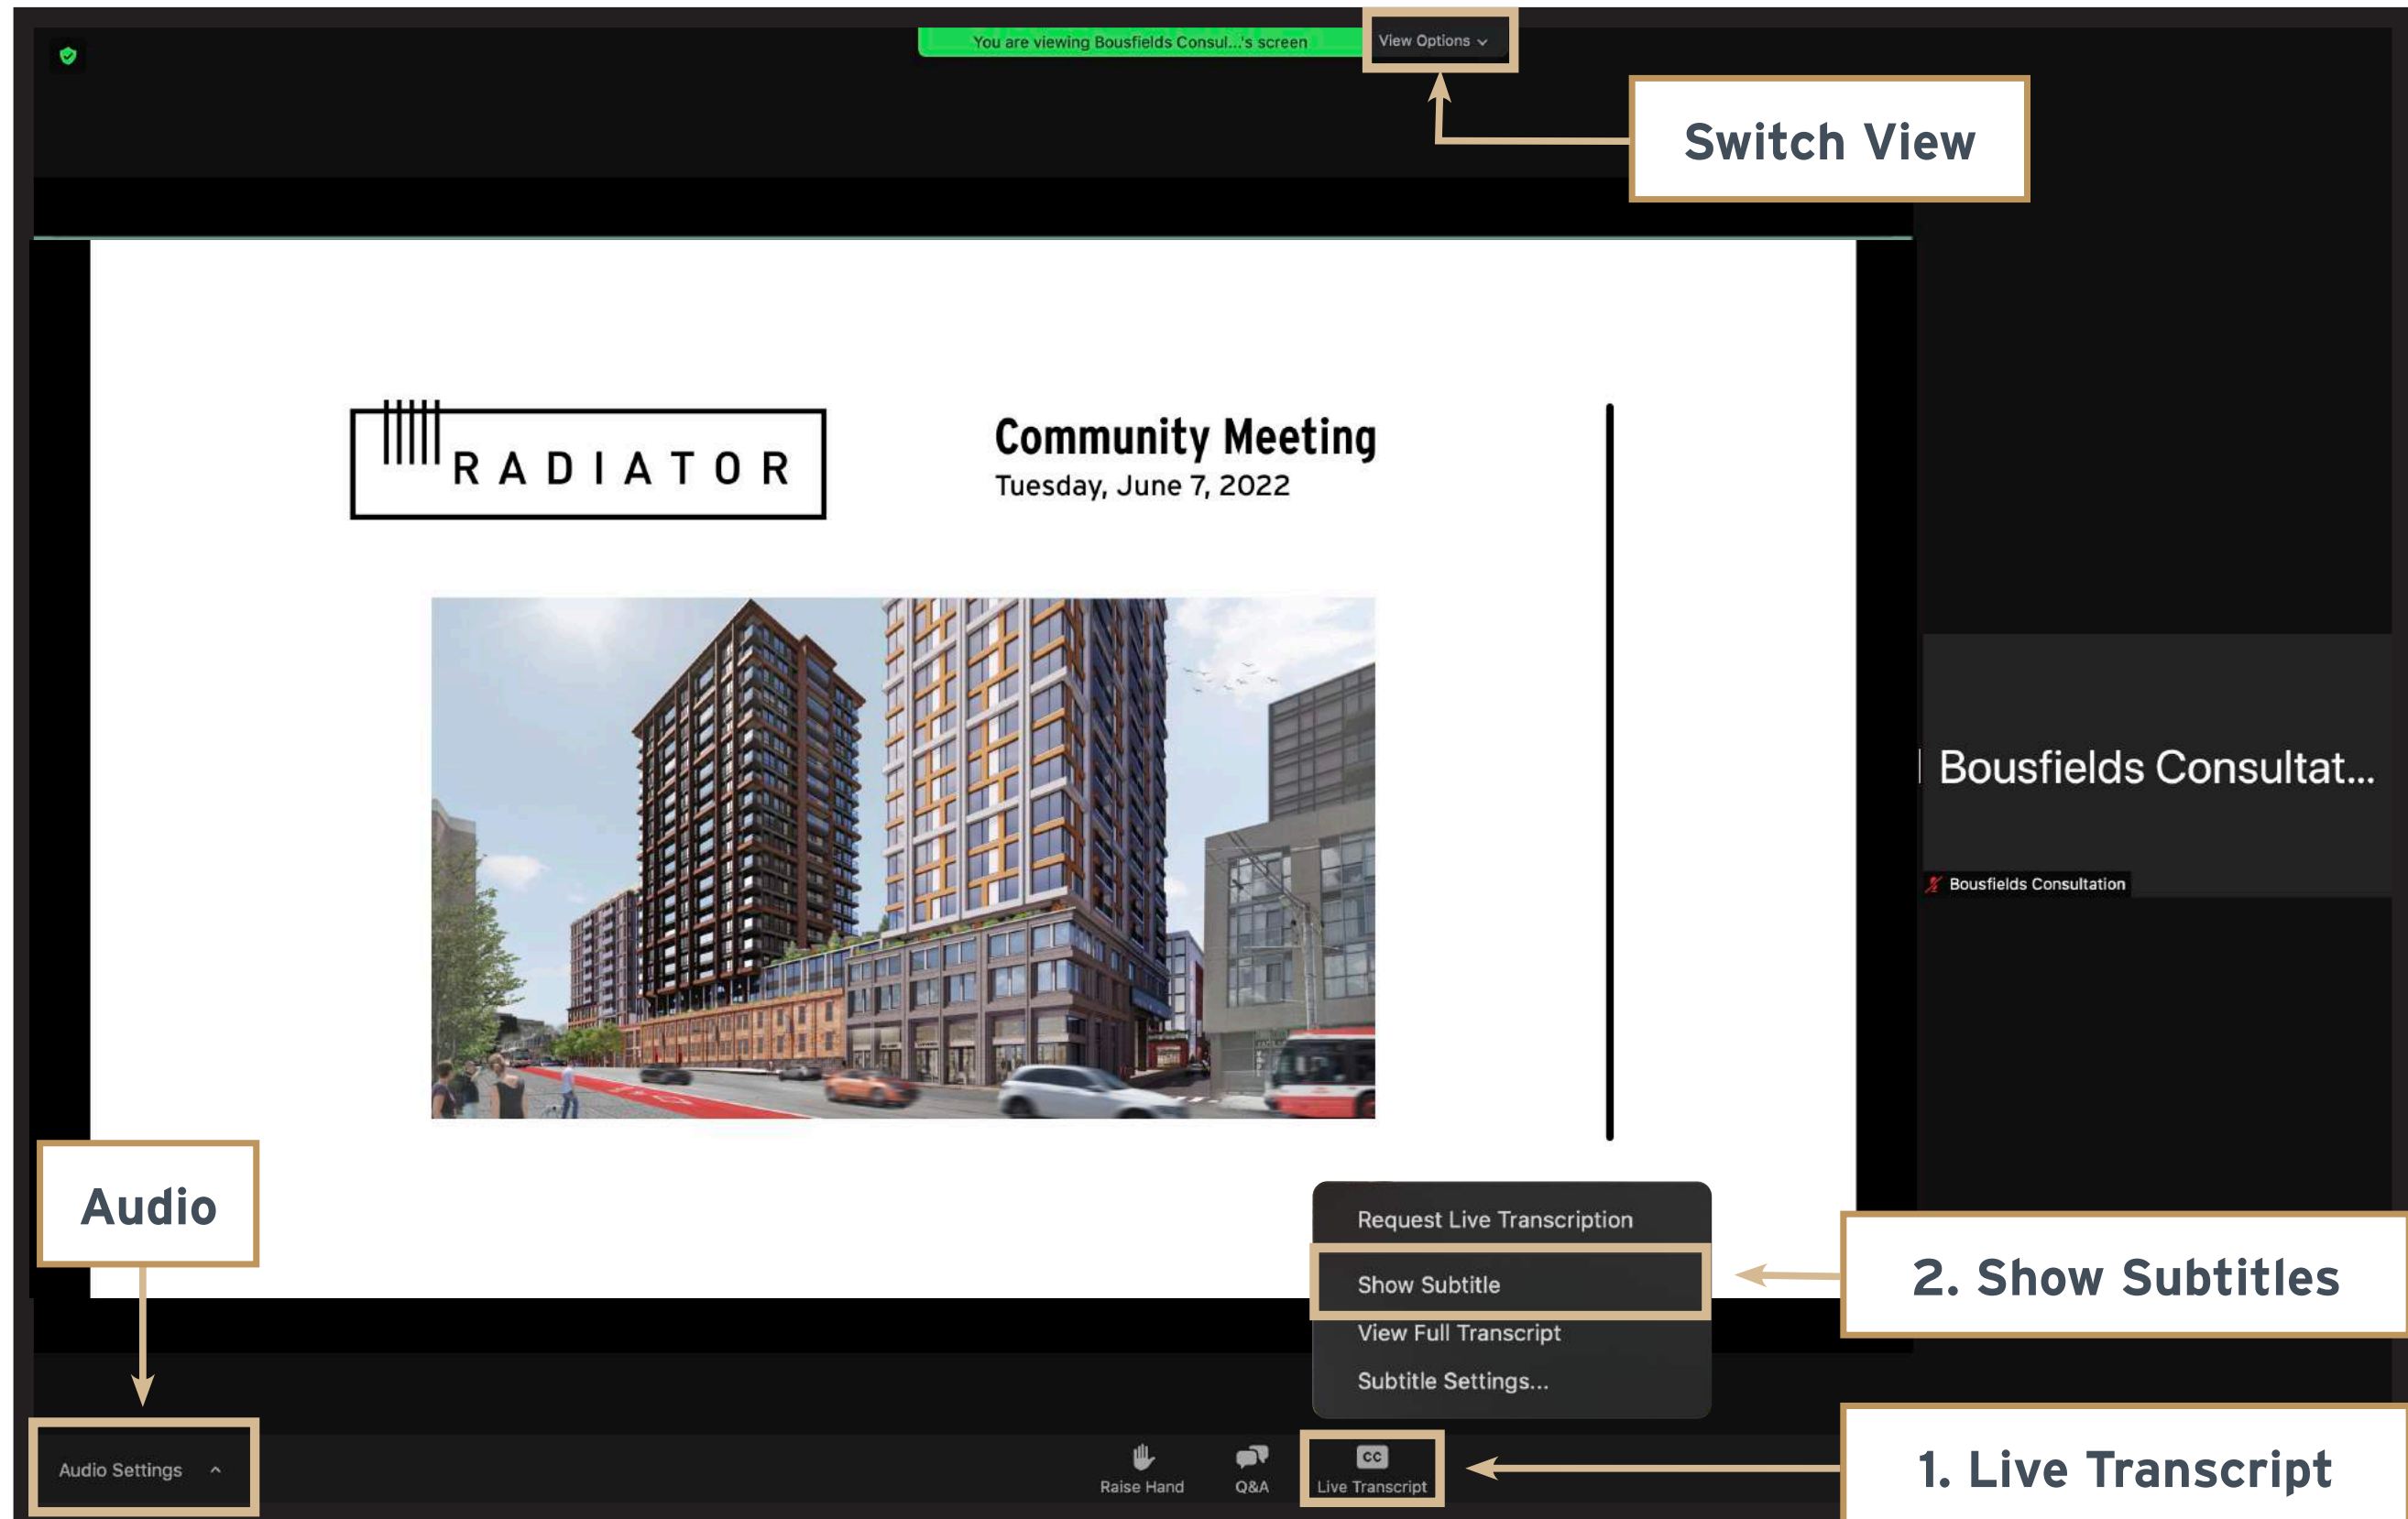 You are viewing Bousfields Consul...'s screen
View Options
Switch View
RADIATOR
Community Meeting
Tuesday, June 7, 2022
Bousfields Consultat...
Bousfields Consultation
Audio
Request Live Transcription
Show Subtitle
View Full Transcript
Subtitle Settings...
2. Show Subtitles
Audio Settings
Raise Hand
Q&A
CC
Live Transcript
1. Live Transcript